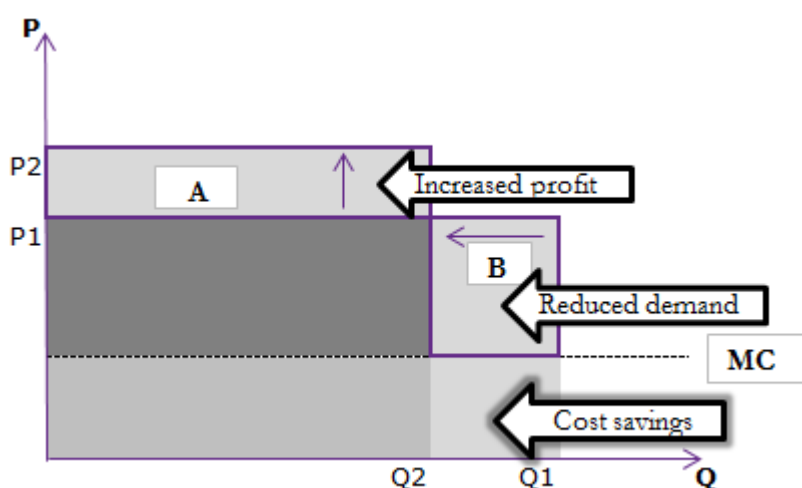 P
P2
A
Increased profit
P1
B
Reduced demand
MC
Cost savings
Q2
Q1
Q